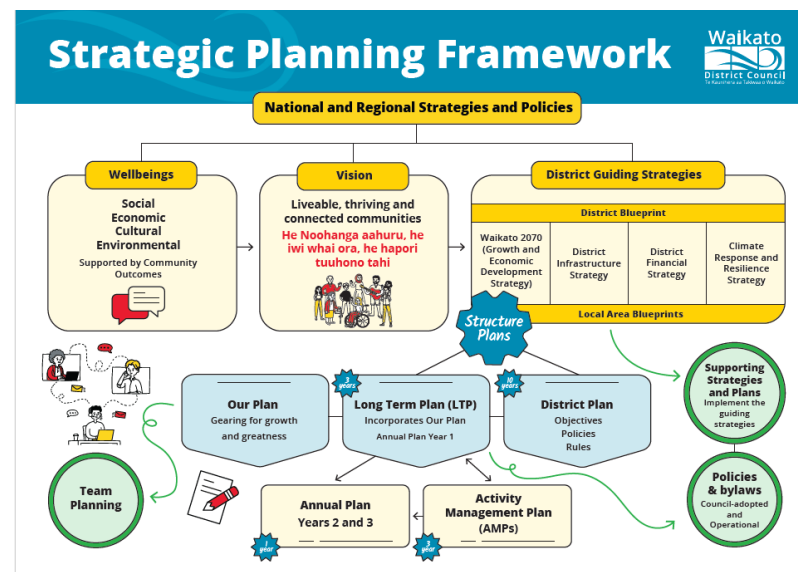 Strategic Planning Framework
Waikato
District Council
National and Regional Strategies and Policies
Wellbeings
Social
Economic
Cultural
Environmental
Supported by Community
Outcomes
Vision
Liveable, thriving and
connected communities
He Noohanga aahuru, he
iwi whai ora, he hapori
tuuhono tahi
District Guiding Strategies
District Blueprint
Waikato 2070
(Growth and
Economic
Development
Strategy)
District
Infrastructure
Strategy
District
Financial
Strategy
Climate
Response and
Resilience
Strategy
Local Area Blueprints
Structure
Plans
Our Plan
Gearing for growth
and greatness
3
years
Long Term Plan (LTP)
Incorporates Our Plan
Annual Plan Year 1
10
years
District Plan
Objectives
Policies
Rules
Supporting
Strategies
and Plans
Implement the
guiding
strategies
Team
Planning
Annual Plan
Years 2 and 3
1
year
Activity
Management Plan
(AMPs)
3
year
Policies
& bylaws
Council-adopted
and
Operational